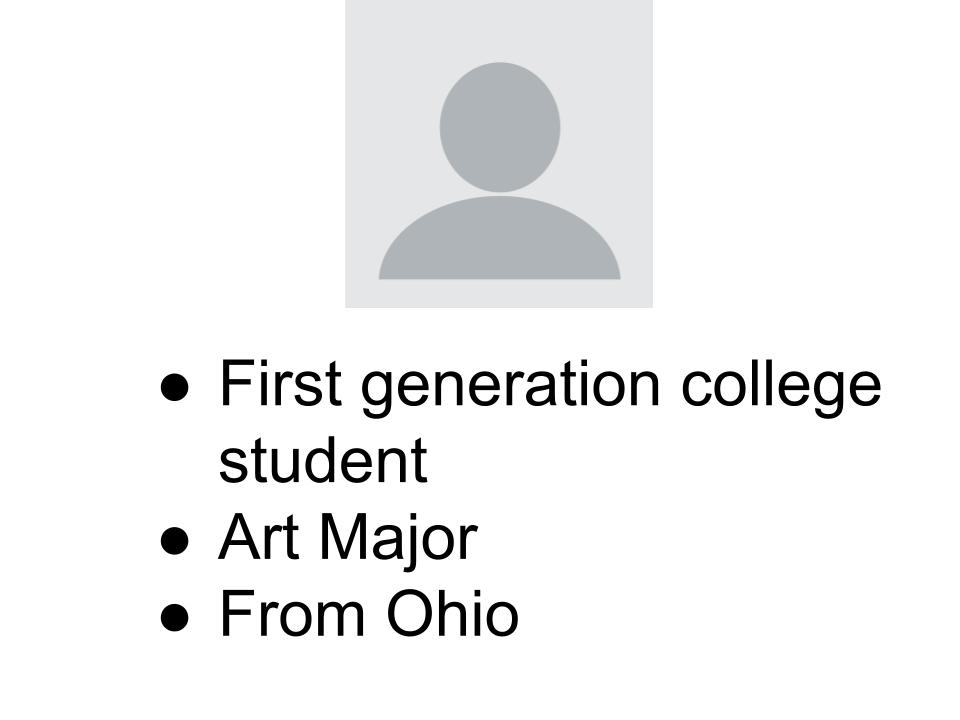 ● First generation college
student
● Art Major
● From Ohio